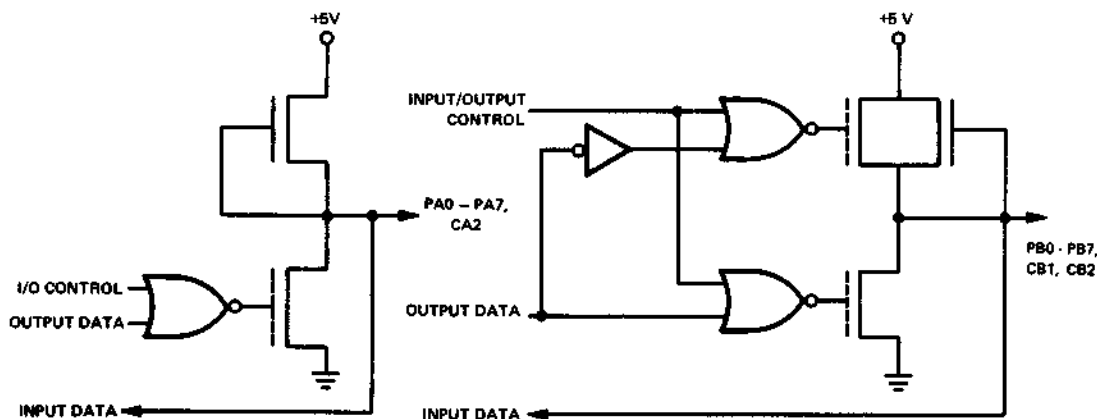 +5V
PA0 – PA7,
CA2
I/O CONTROL
OUTPUT DATA
INPUT DATA
+5 V
INPUT/OUTPUT
CONTROL
OUTPUT DATA
PB0 - PB7,
CB1, CB2
INPUT DATA